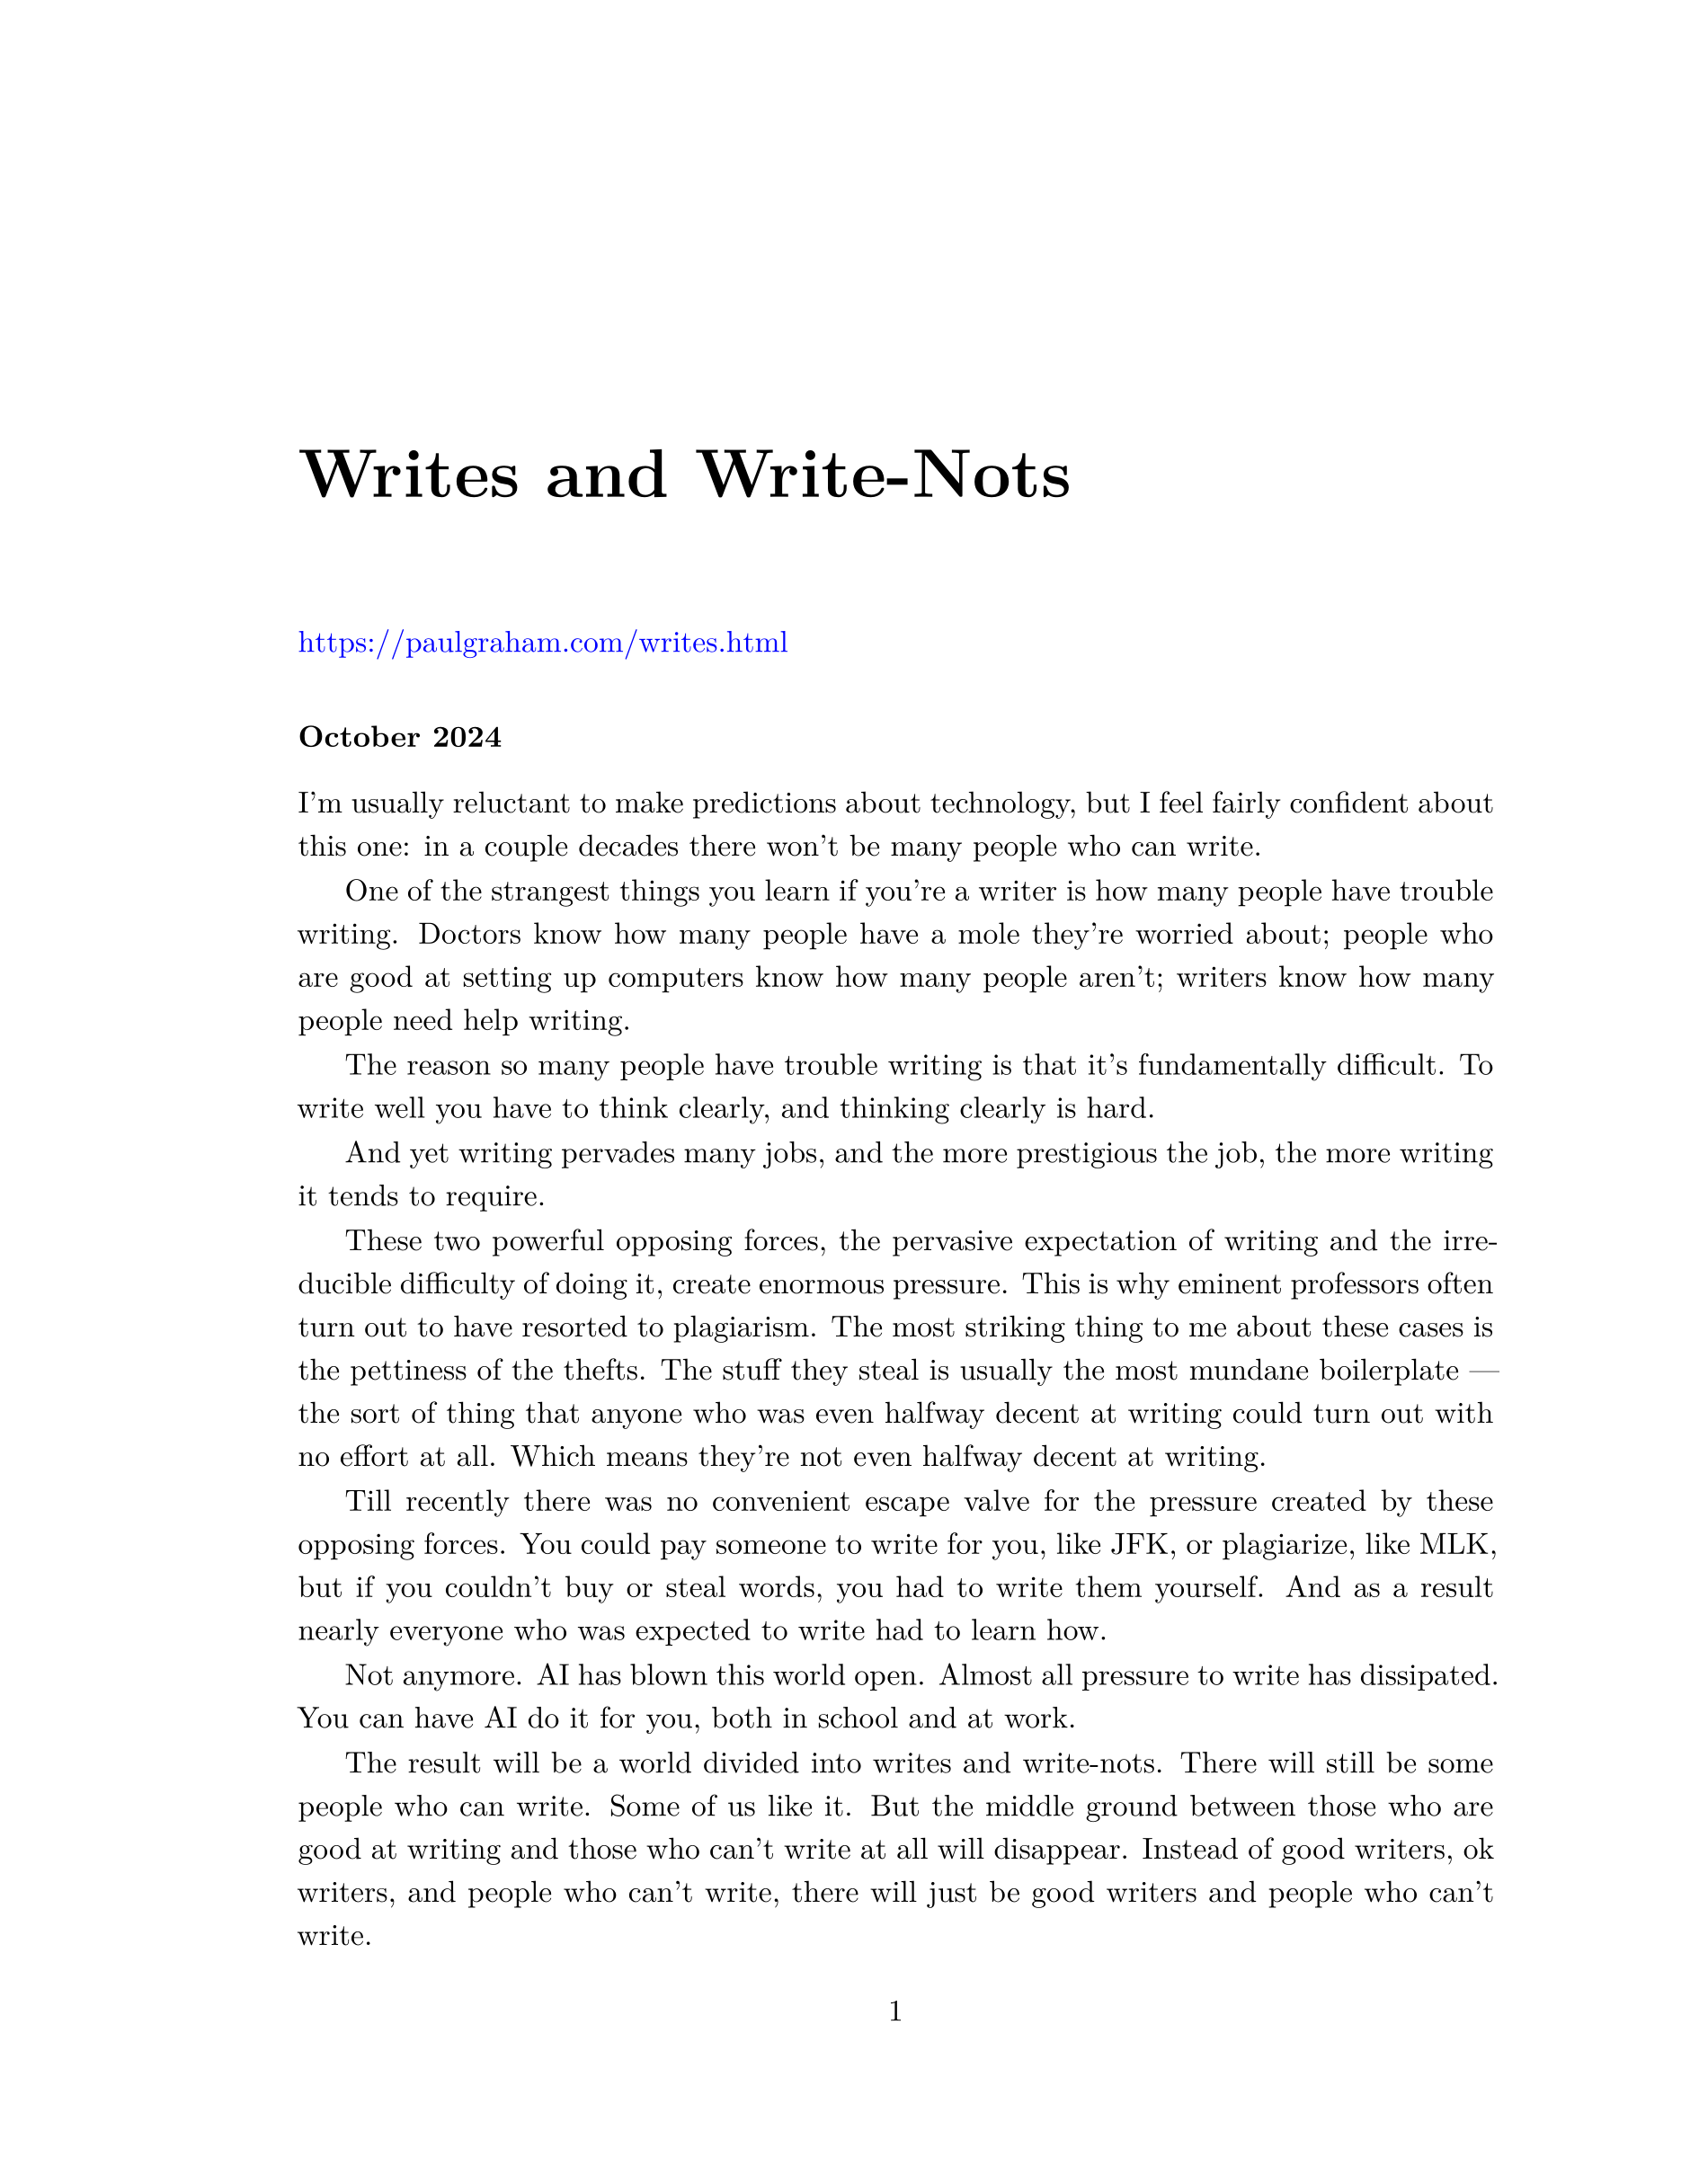 Writes and Write-Nots
https://paulgraham.com/writes.html
October 2024
I'm usually reluctant to make predictions about technology, but I feel fairly confident about
this one: in a couple decades there won't be many people who can write.
One of the strangest things you learn if you're a writer is how many people have trouble
writing. Doctors know how many people have a mole they're worried about; people who
are good at setting up computers know how many people aren't; writers know how many
people need help writing.
The reason so many people have trouble writing is that it's fundamentally difficult. To
write well you have to think clearly, and thinking clearly is hard.
And yet writing pervades many jobs, and the more prestigious the job, the more writing
it tends to require.
These two powerful opposing forces, the pervasive expectation of writing and the irre-
ducible difficulty of doing it, create enormous pressure. This is why eminent professors often
turn out to have resorted to plagiarism. The most striking thing to me about these cases is
the pettiness of the thefts. The stuff they steal is usually the most mundane boilerplate —
the sort of thing that anyone who was even halfway decent at writing could turn out with
no effort at all. Which means they're not even halfway decent at writing.
Till recently there was no convenient escape valve for the pressure created by these
opposing forces. You could pay someone to write for you, like JFK, or plagiarize, like MLK,
but if you couldn't buy or steal words, you had to write them yourself. And as a result
nearly everyone who was expected to write had to learn how.
Not anymore. AI has blown this world open. Almost all pressure to write has dissipated.
You can have AI do it for you, both in school and at work.
The result will be a world divided into writes and write-nots. There will still be some
people who can write. Some of us like it. But the middle ground between those who are
good at writing and those who can't write at all will disappear. Instead of good writers, ok
writers, and people who can't write, there will just be good writers and people who can't
write.
1